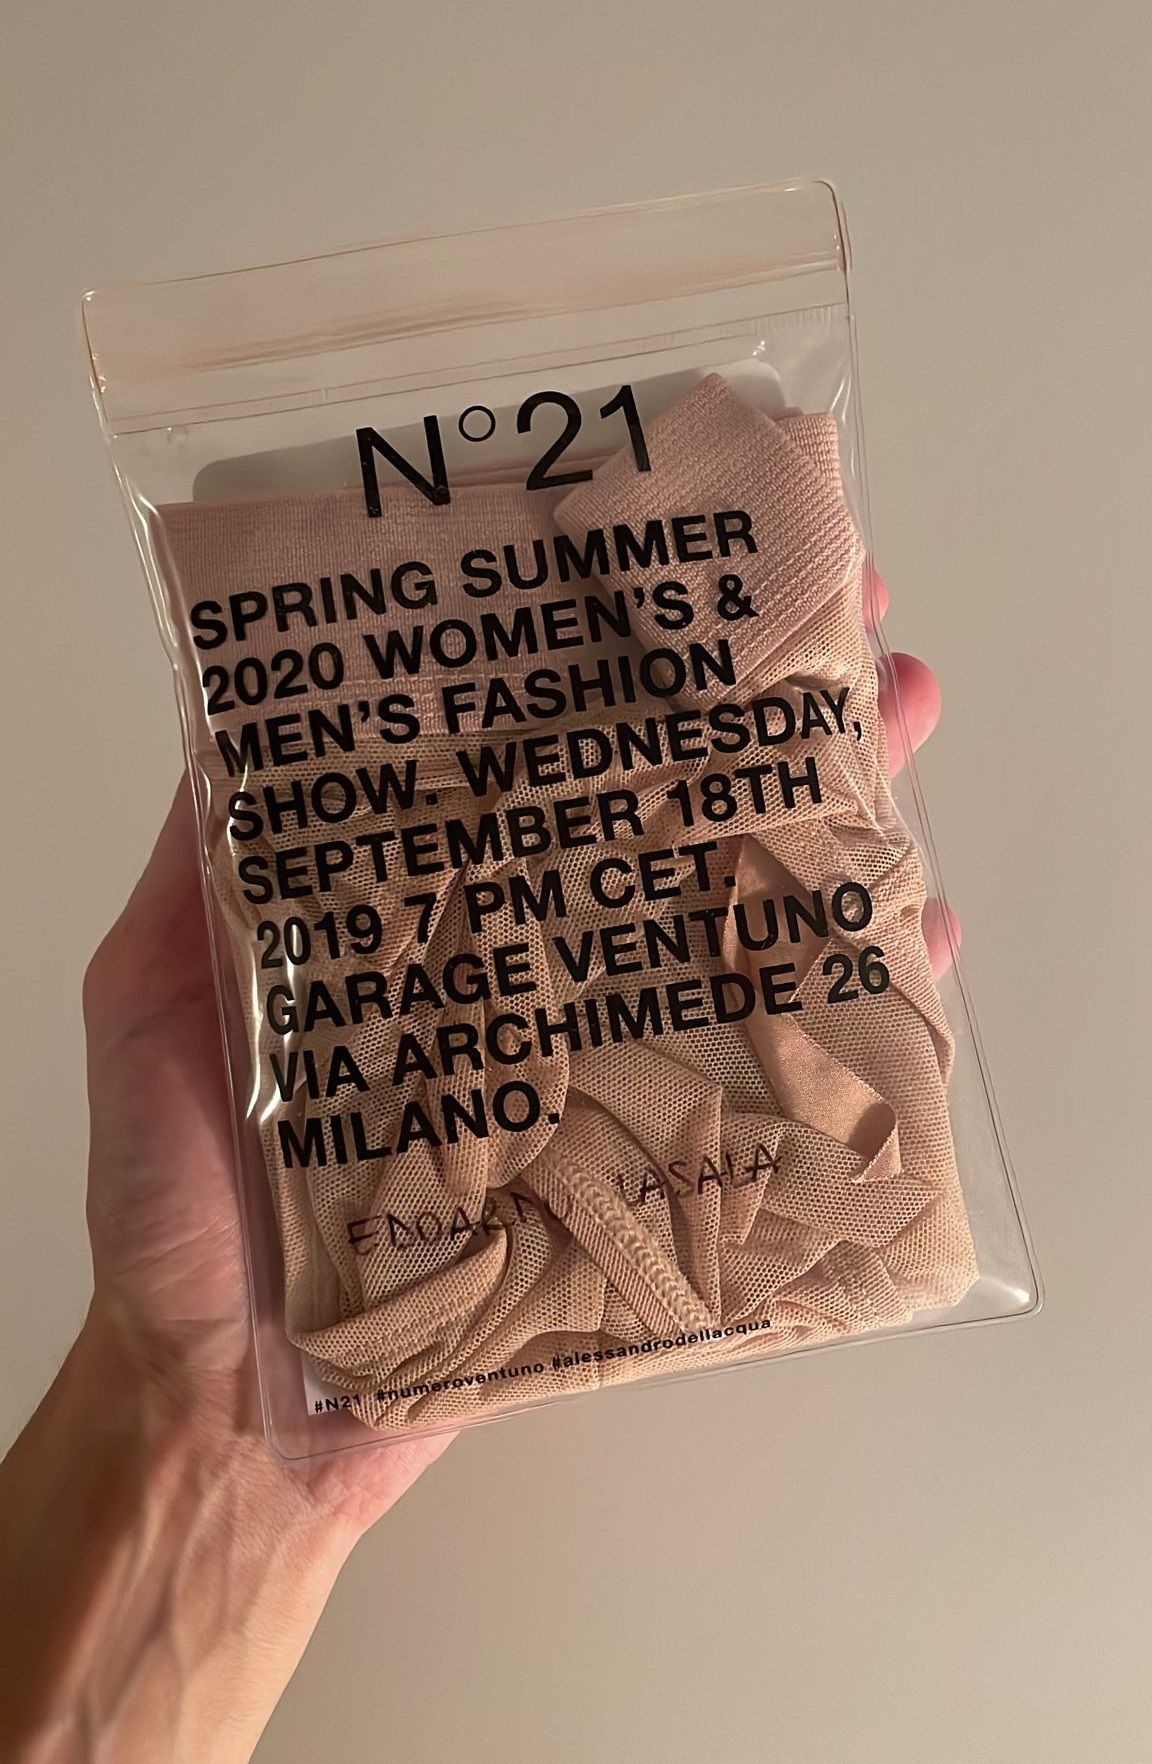 N°21
SPRING SUMMER
2020 WOMEN'S &
MEN'S FASHION
SHOW. WEDNESDAY,
SEPTEMBER 18TH
2019 7 PM CET.
GARAGE VENTUNO
VIA ARCHIMEDE 26
MILANO.
LASALA
#N21 #numeroventuno #alessandrodellacqua